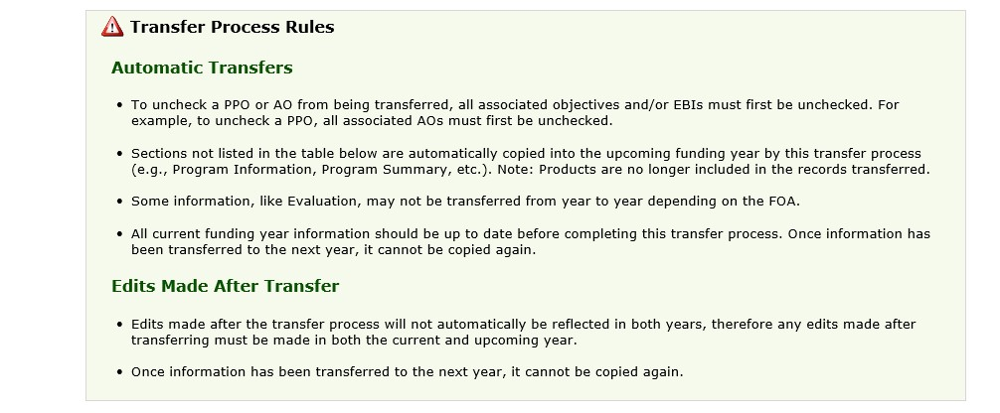 Transfer Process Rules
Automatic Transfers
• To uncheck a PPO or AO from being transferred, all associated objectives and/or EBIs must first be unchecked. For
example, to uncheck a PPO, all associated AOs must first be unchecked.
• Sections not listed in the table below are automatically copied into the upcoming funding year by this transfer process
(e.g., Program Information, Program Summary, etc.). Note: Products are no longer included in the records transferred.
• Some information, like Evaluation, may not be transferred from year to year depending on the FOA.
• All current funding year information should be up to date before completing this transfer process. Once information has
been transferred to the next year, it cannot be copied again.
Edits Made After Transfer
• Edits made after the transfer process will not automatically be reflected in both years, therefore any edits made after
transferring must be made in both the current and upcoming year.
• Once information has been transferred to the next year, it cannot be copied again.